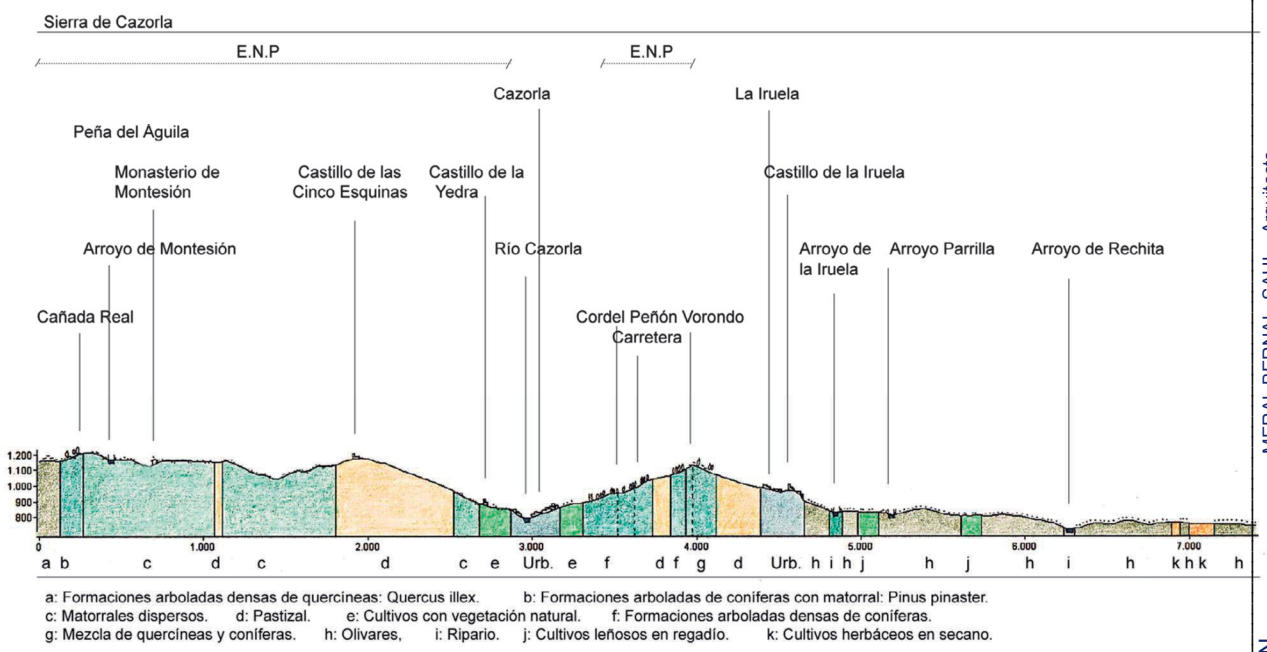 Sierra de Cazorla
E.N.P
E.N.P
Cazorla
La Iruela
Peña del Águila
Monasterio de
Montesión
Castillo de las
Cinco Esquinas
Castillo de la
Yedra
Castillo de la Iruela
Arroyo de Montesión
Río Cazorla
Arroyo de
la Iruela
Arroyo Parrilla
Arroyo de Rechita
Cañada Real
Cordel Peñón Vorondo
Carretera
1.200
1.100
1.000
900
800
0 1.000 2.000 3.000 4.000 5.000 6.000 7.000
a b c d c d c e Urb. e f d f g d Urb. h i h j h j h i h k h k h
a: Formaciones arboladas densas de quercíneas: Quercus illex. b: Formaciones arboladas de coníferas con matorral: Pinus pinaster.
c: Matorrales dispersos. d: Pastizal. e: Cultivos con vegetación natural. f: Formaciones arboladas densas de coníferas.
g: Mezcla de quercíneas y coníferas. h: Olivares, i: Ripario. j: Cultivos leñosos en regadío. k: Cultivos herbáceos en secano.